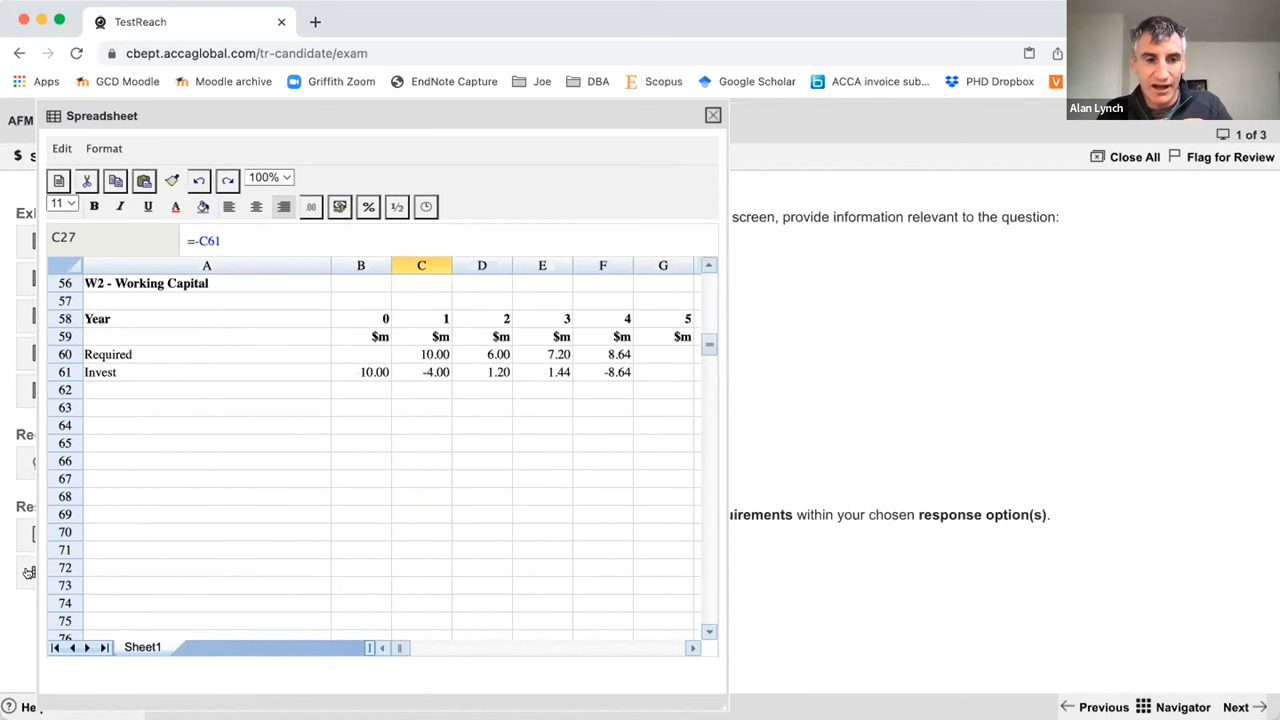 TestReach
cbept.accaglobal.com/tr-candidate/exam
Apps GCD Moodle Moodle archive Griffith Zoom EndNote Capture Joe DBA Scopus Google Scholar ACCA invoice sub... PHD Dropbox
Alan Lynch
AFM
Spreadsheet
1 of 3
$
Close All Flag for Review
Edit Format
100%
11 B I U A .00 % 1/2
screen, provide information relevant to the question:
C27 =-C61
A B C D E F G
56 W2 - Working Capital
57
58 Year 0 1 2 3 4 5
59 $m $m $m $m $m $m
60 Required 10.00 6.00 7.20 8.64
61 Invest 10.00 -4.00 1.20 1.44 -8.64
62
63
64
65
66
67
68
69
70
71
72
73
74
75
76
irements within your chosen response option(s).
Sheet1
Previous Navigator Next